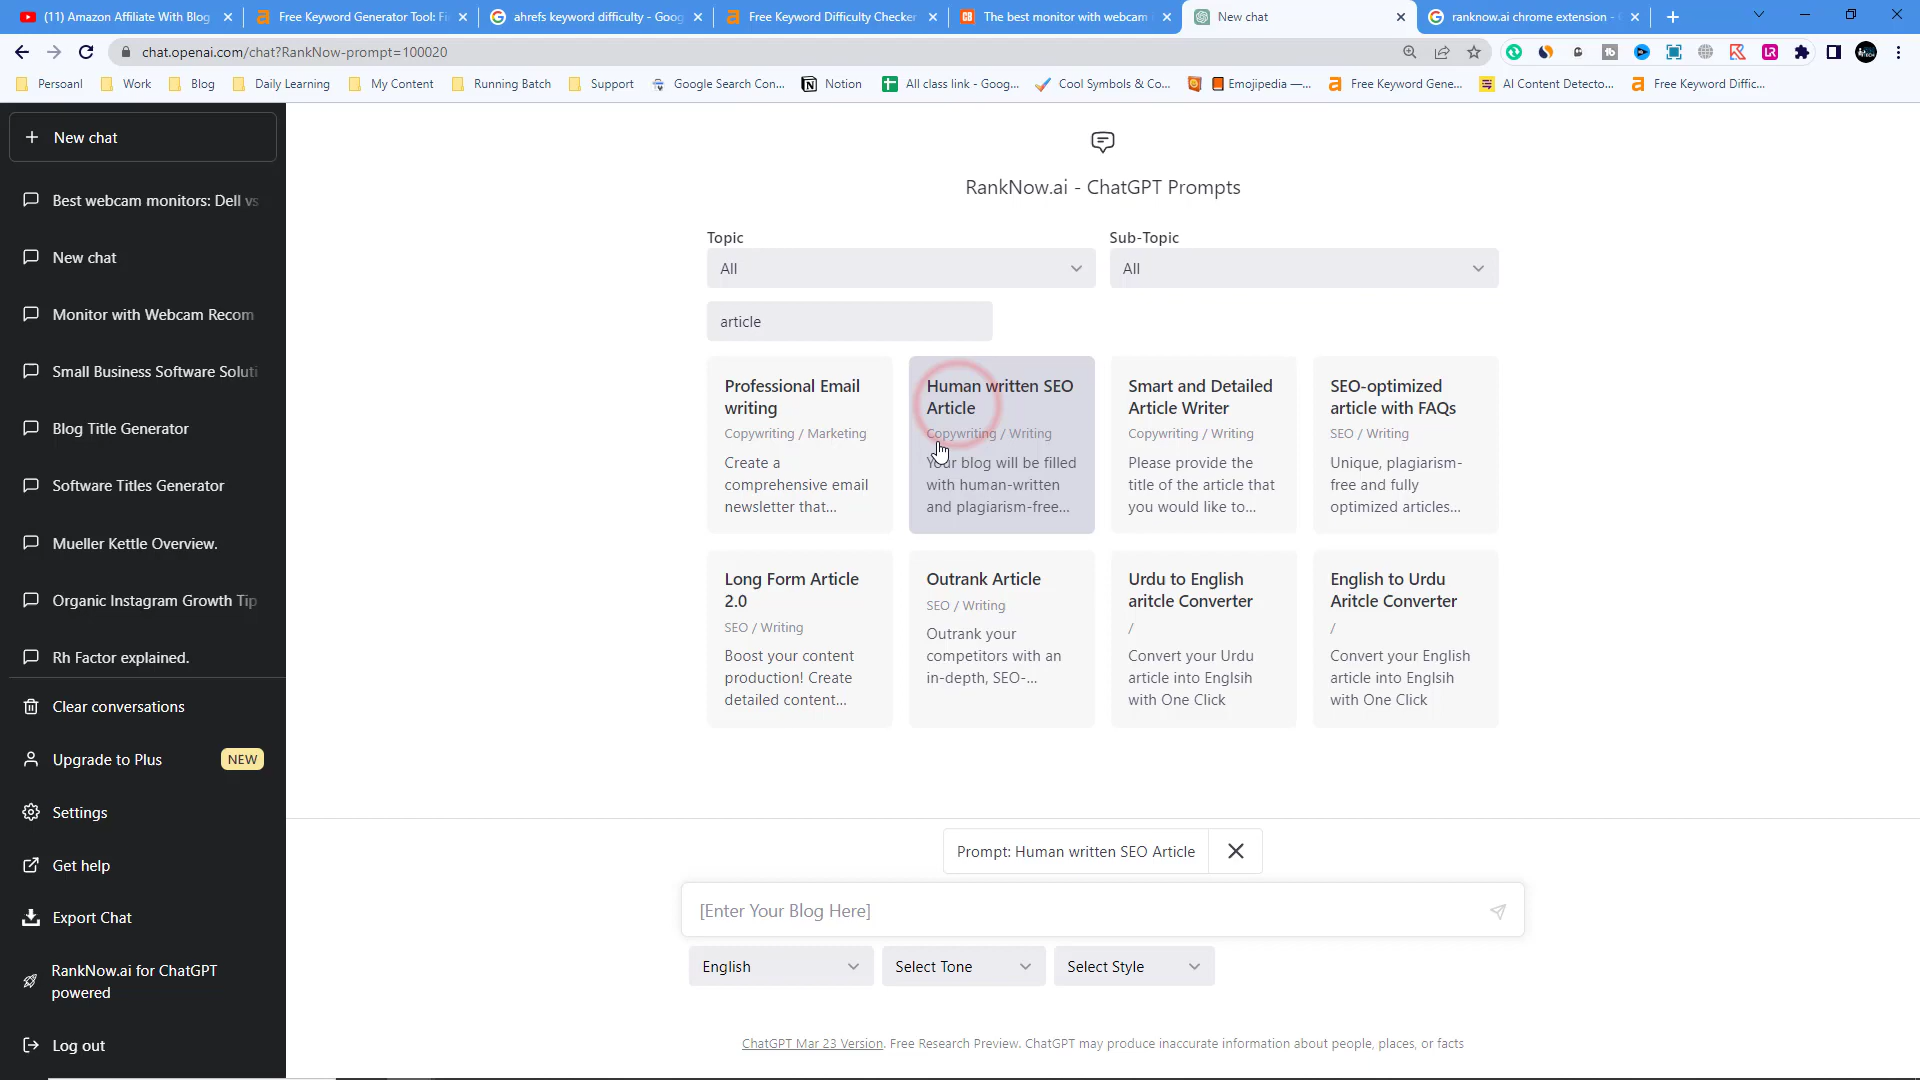 (11) Amazon Affiliate With Blog
Free Keyword Generator Tool: Fi
ahrefs keyword difficulty - Goog
Free Keyword Difficulty Checker
The best monitor with webcam
New chat
ranknow.ai chrome extension -
chat.openai.com/chat?RankNow-prompt=100020
Persoanl
Work
Blog
Daily Learning
My Content
Running Batch
Support
Google Search Con...
Notion
All class link - Goog...
Cool Symbols & Co...
Emojipedia —...
Free Keyword Gene...
AI Content Detecto...
Free Keyword Diffic...
New chat
Best webcam monitors: Dell vs
New chat
Monitor with Webcam Recom
Small Business Software Soluti
Blog Title Generator
Software Titles Generator
Mueller Kettle Overview.
Organic Instagram Growth Tip
Rh Factor explained.
Clear conversations
Upgrade to Plus
NEW
Settings
Get help
Export Chat
RankNow.ai for ChatGPT
powered
Log out
RankNow.ai - ChatGPT Prompts
Topic
Sub-Topic
All
All
article
Professional Email
writing
Copywriting / Marketing
Create a
comprehensive email
newsletter that...
Human written SEO
Article
Copywriting / Writing
Your blog will be filled
with human-written
and plagiarism-free...
Smart and Detailed
Article Writer
Copywriting / Writing
Please provide the
title of the article that
you would like to...
SEO-optimized
article with FAQs
SEO / Writing
Unique, plagiarism-
free and fully
optimized articles...
Long Form Article
2.0
SEO / Writing
Boost your content
production! Create
detailed content...
Outrank Article
SEO / Writing
Outrank your
competitors with an
in-depth, SEO-...
Urdu to English
aritcle Converter
/
Convert your Urdu
article into Englsih
with One Click
English to Urdu
Aritcle Converter
/
Convert your English
article into Englsih
with One Click
Prompt: Human written SEO Article
[Enter Your Blog Here]
English
Select Tone
Select Style
ChatGPT Mar 23 Version. Free Research Preview. ChatGPT may produce inaccurate information about people, places, or facts